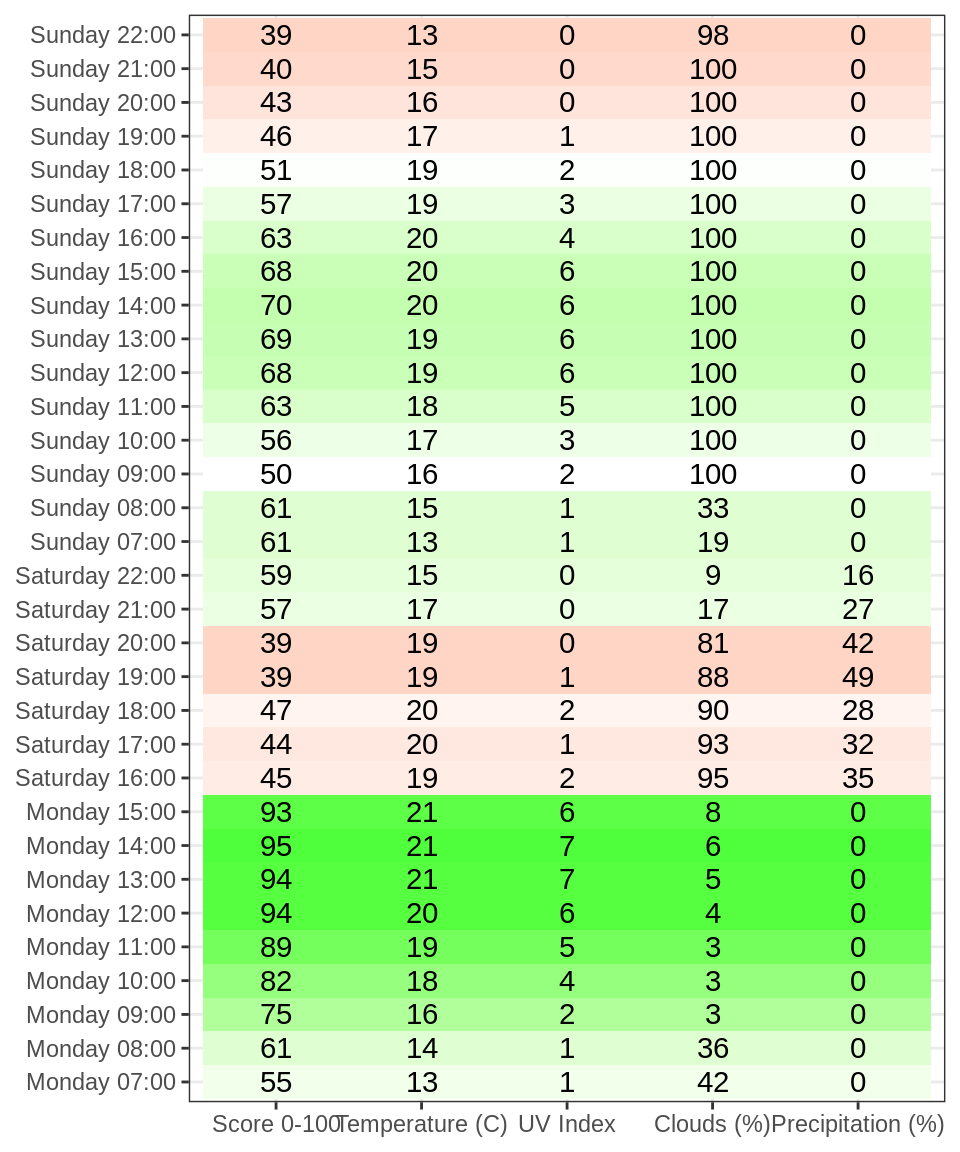 Sunday 22:00 39 13 0 98 0
Sunday 21:00 40 15 0 100 0
Sunday 20:00 43 16 0 100 0
Sunday 19:00 46 17 1 100 0
Sunday 18:00 51 19 2 100 0
Sunday 17:00 57 19 3 100 0
Sunday 16:00 63 20 4 100 0
Sunday 15:00 68 20 6 100 0
Sunday 14:00 70 20 6 100 0
Sunday 13:00 69 19 6 100 0
Sunday 12:00 68 19 6 100 0
Sunday 11:00 63 18 5 100 0
Sunday 10:00 56 17 3 100 0
Sunday 09:00 50 16 2 100 0
Sunday 08:00 61 15 1 33 0
Sunday 07:00 61 13 1 19 0
Saturday 22:00 59 15 0 9 16
Saturday 21:00 57 17 0 17 27
Saturday 20:00 39 19 0 81 42
Saturday 19:00 39 19 1 88 49
Saturday 18:00 47 20 2 90 28
Saturday 17:00 44 20 1 93 32
Saturday 16:00 45 19 2 95 35
Monday 15:00 93 21 6 8 0
Monday 14:00 95 21 7 6 0
Monday 13:00 94 21 7 5 0
Monday 12:00 94 20 6 4 0
Monday 11:00 89 19 5 3 0
Monday 10:00 82 18 4 3 0
Monday 09:00 75 16 2 3 0
Monday 08:00 61 14 1 36 0
Monday 07:00 55 13 1 42 0
Score 0-100 Temperature (C) UV Index Clouds (%) Precipitation (%)